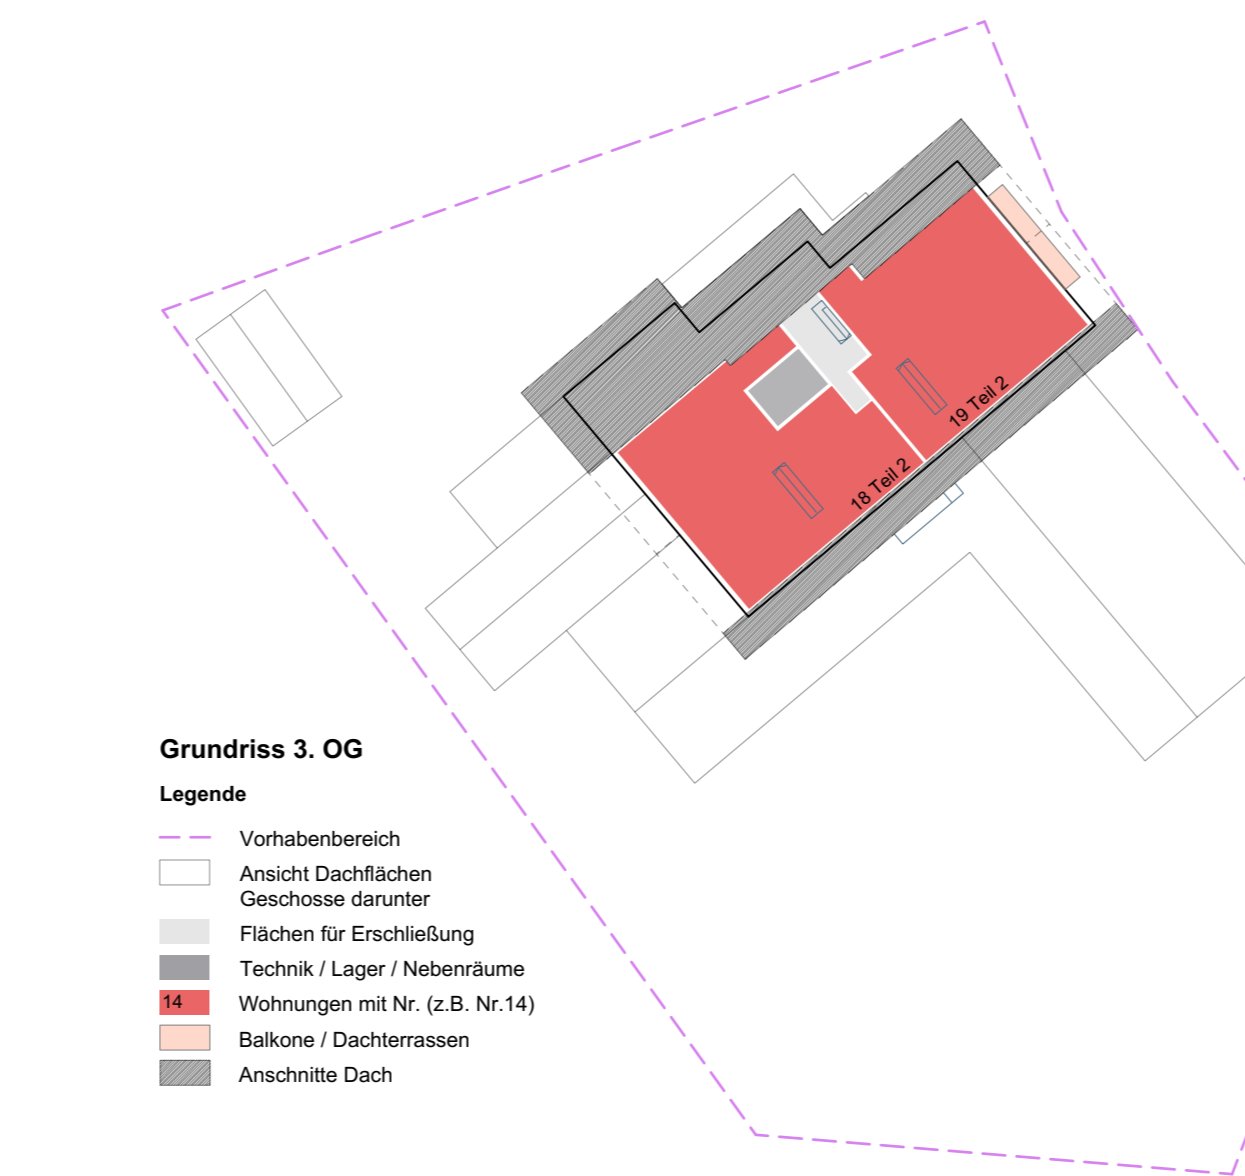 19 Teil 2
18 Teil 2
Grundriss 3. OG
Legende
Vorhabenbereich
Ansicht Dachflächen
Geschosse darunter
Flächen für Erschließung
Technik / Lager / Nebenräume
14 Wohnungen mit Nr. (z.B. Nr.14)
Balkone / Dachterrassen
Anschnitte Dach